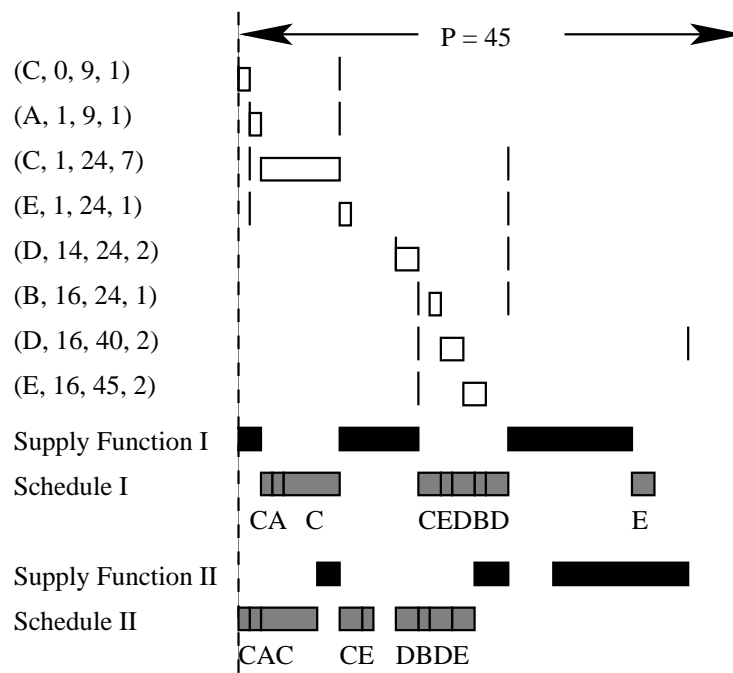 P = 45
(C, 0, 9, 1)
(A, 1, 9, 1)
(C, 1, 24, 7)
(E, 1, 24, 1)
(D, 14, 24, 2)
(B, 16, 24, 1)
(D, 16, 40, 2)
(E, 16, 45, 2)
Supply Function I
Schedule I
CA C CEDBD E
Supply Function II
Schedule II
CAC CE DBDE